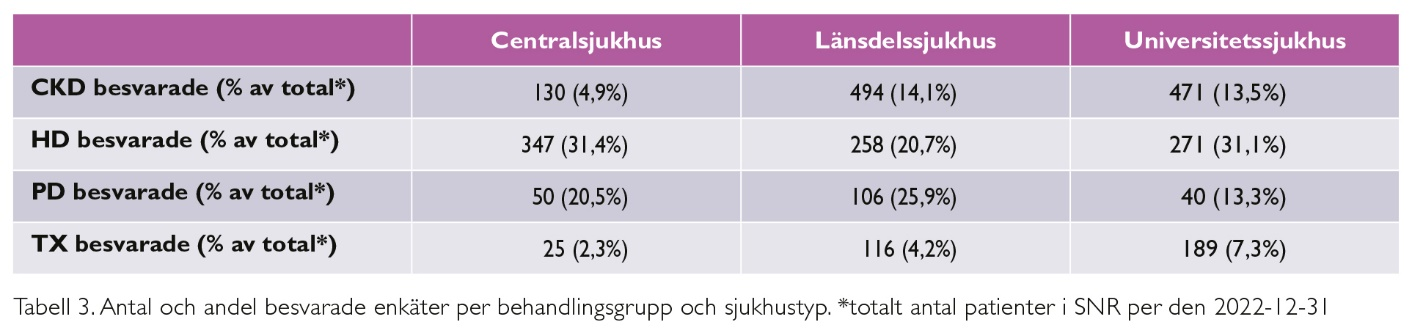 Centralsjukhus Länsdelssjukhus Universitetssjukhus
CKD besvarade (% av total*) 130 (4,9%) 494 (14,1%) 471 (13,5%)
HD besvarade (% av total*) 347 (31,4%) 258 (20,7%) 271 (31,1%)
PD besvarade (% av total*) 50 (20,5%) 106 (25,9%) 40 (13,3%)
TX besvarade (% av total*) 25 (2,3%) 116 (4,2%) 189 (7,3%)
Tabell 3. Antal och andel besvarade enkäter per behandlingsgrupp och sjukhustyp. *totalt antal patienter i SNR per den 2022-12-31